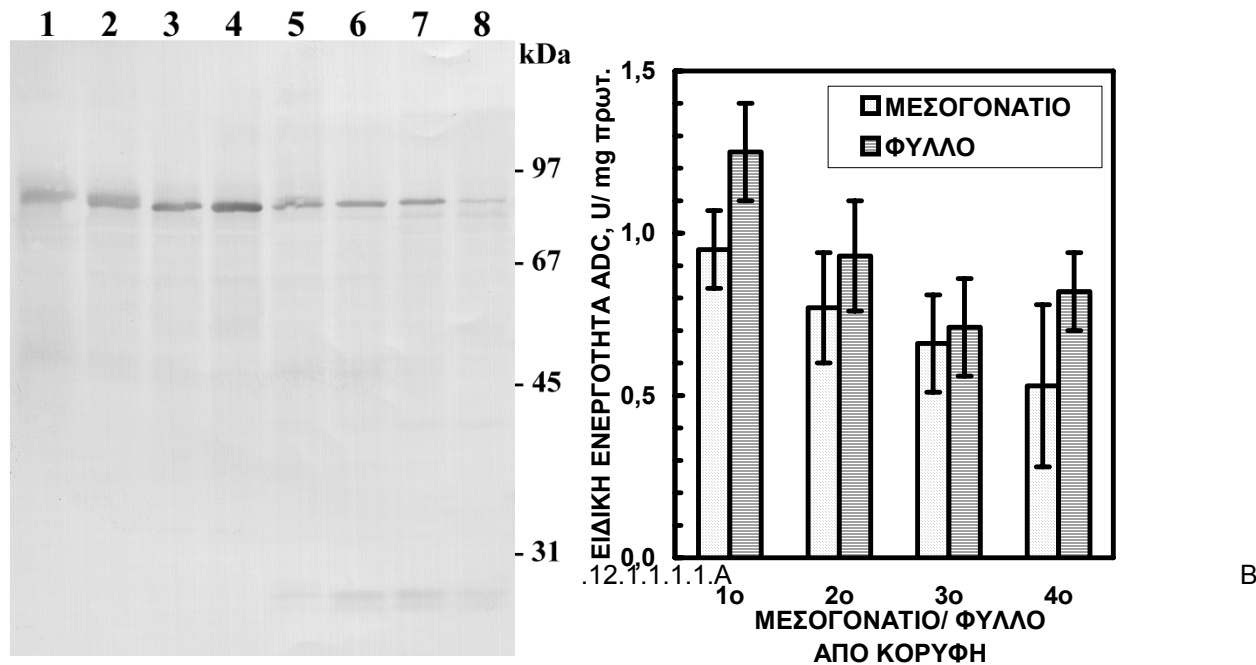 1 2 3 4 5 6 7 8
kDa
- 97
- 67
- 45
- 31
ΕΙΔΙΚΗ ΕΝΕΡΓΟΤΗΤΑ ADC, U/ mg πρωτ.
1,5
1,0
0,5
0,0
ΜΕΣΟΓΟΝΑΤΙΟ
ΦΥΛΛΟ
1ο 2ο 3ο 4ο
ΜΕΣΟΓΟΝΑΤΙΟ/ ΦΥΛΛΟ
ΑΠΟ ΚΟΡΥΦΗ
.12.1.1.1.1.1.A
B